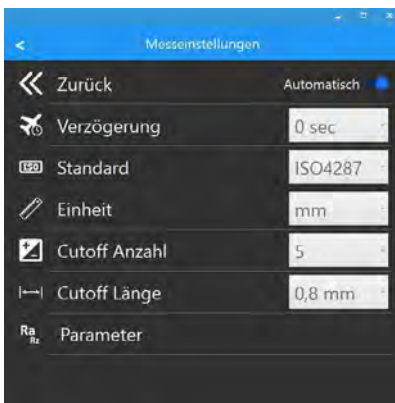 Messeinstellungen
Zurück Automatisch
Verzögerung 0 sec
ISO Standard ISO4287
Einheit mm
Cutoff Anzahl 5
Cutoff Länge 0,8 mm
Ra Rz Parameter